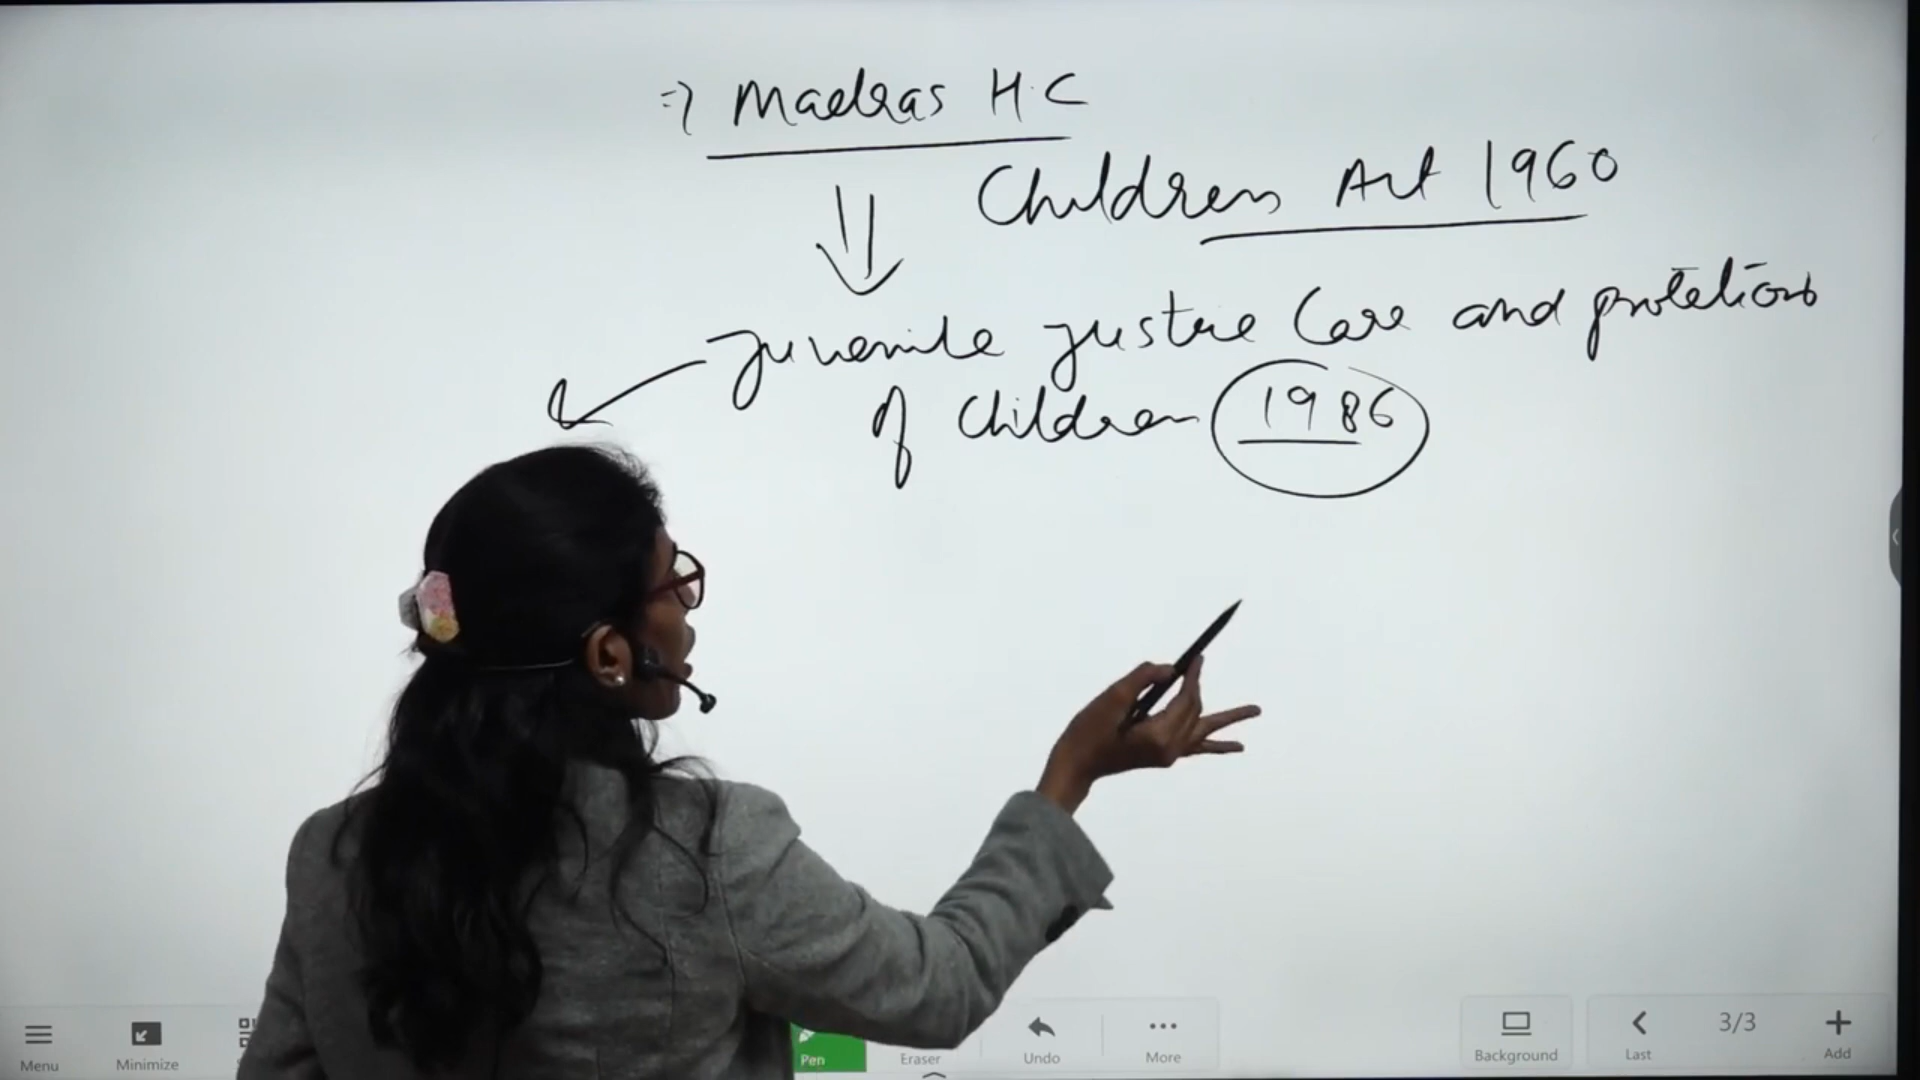 ⇒ Madras H.C
Children Act 1960
Juvenile Justice Care and protection
of Children 1986
Menu
Minimize
Pen
Eraser
Undo
More
Background
Last
3/3
Add